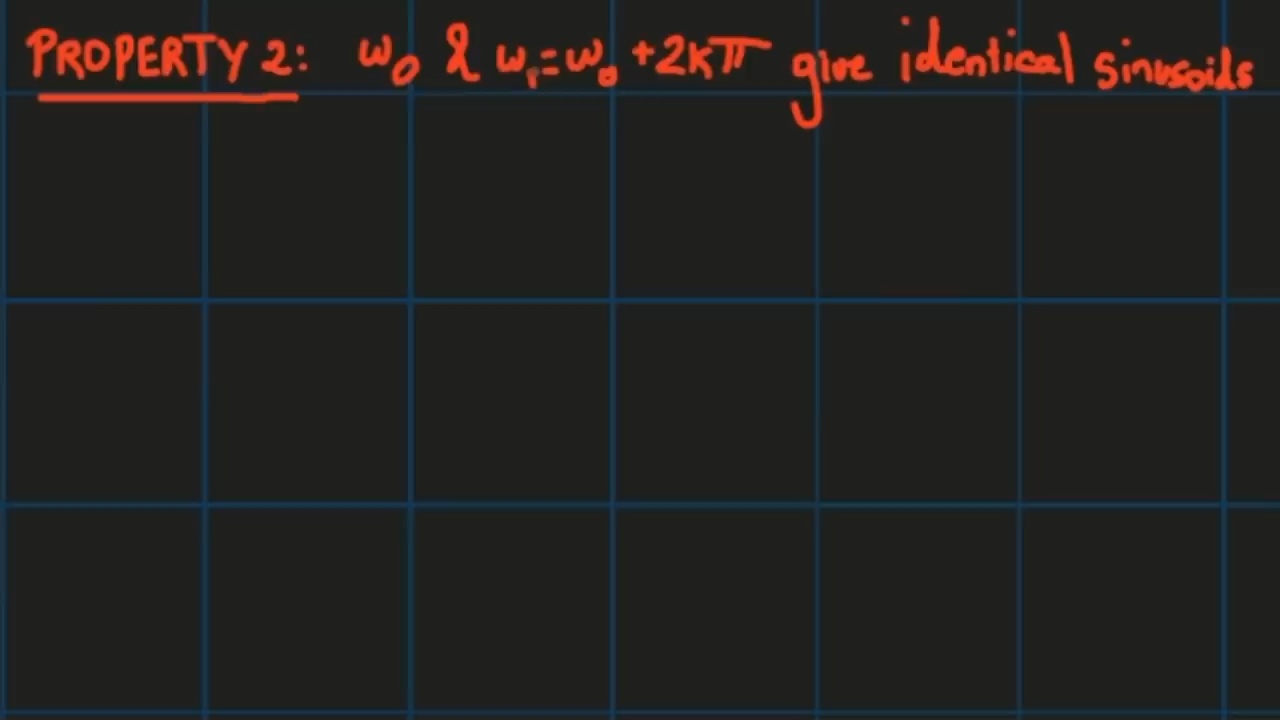 PROPERTY 2: ω₀ & ω₁=ω₀ +2kπ give identical sinusoids